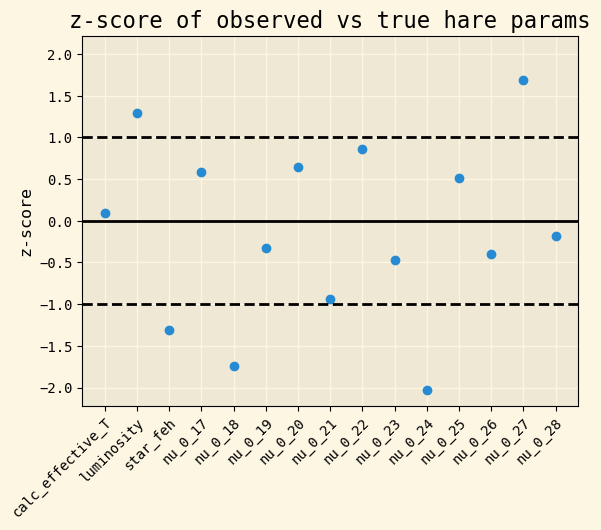 z-score of observed vs true hare params
z-score
2.0
1.5
1.0
0.5
0.0
−0.5
−1.0
−1.5
−2.0
calc_effective_T
luminosity
star_feh
nu_0_17
nu_0_18
nu_0_19
nu_0_20
nu_0_21
nu_0_22
nu_0_23
nu_0_24
nu_0_25
nu_0_26
nu_0_27
nu_0_28